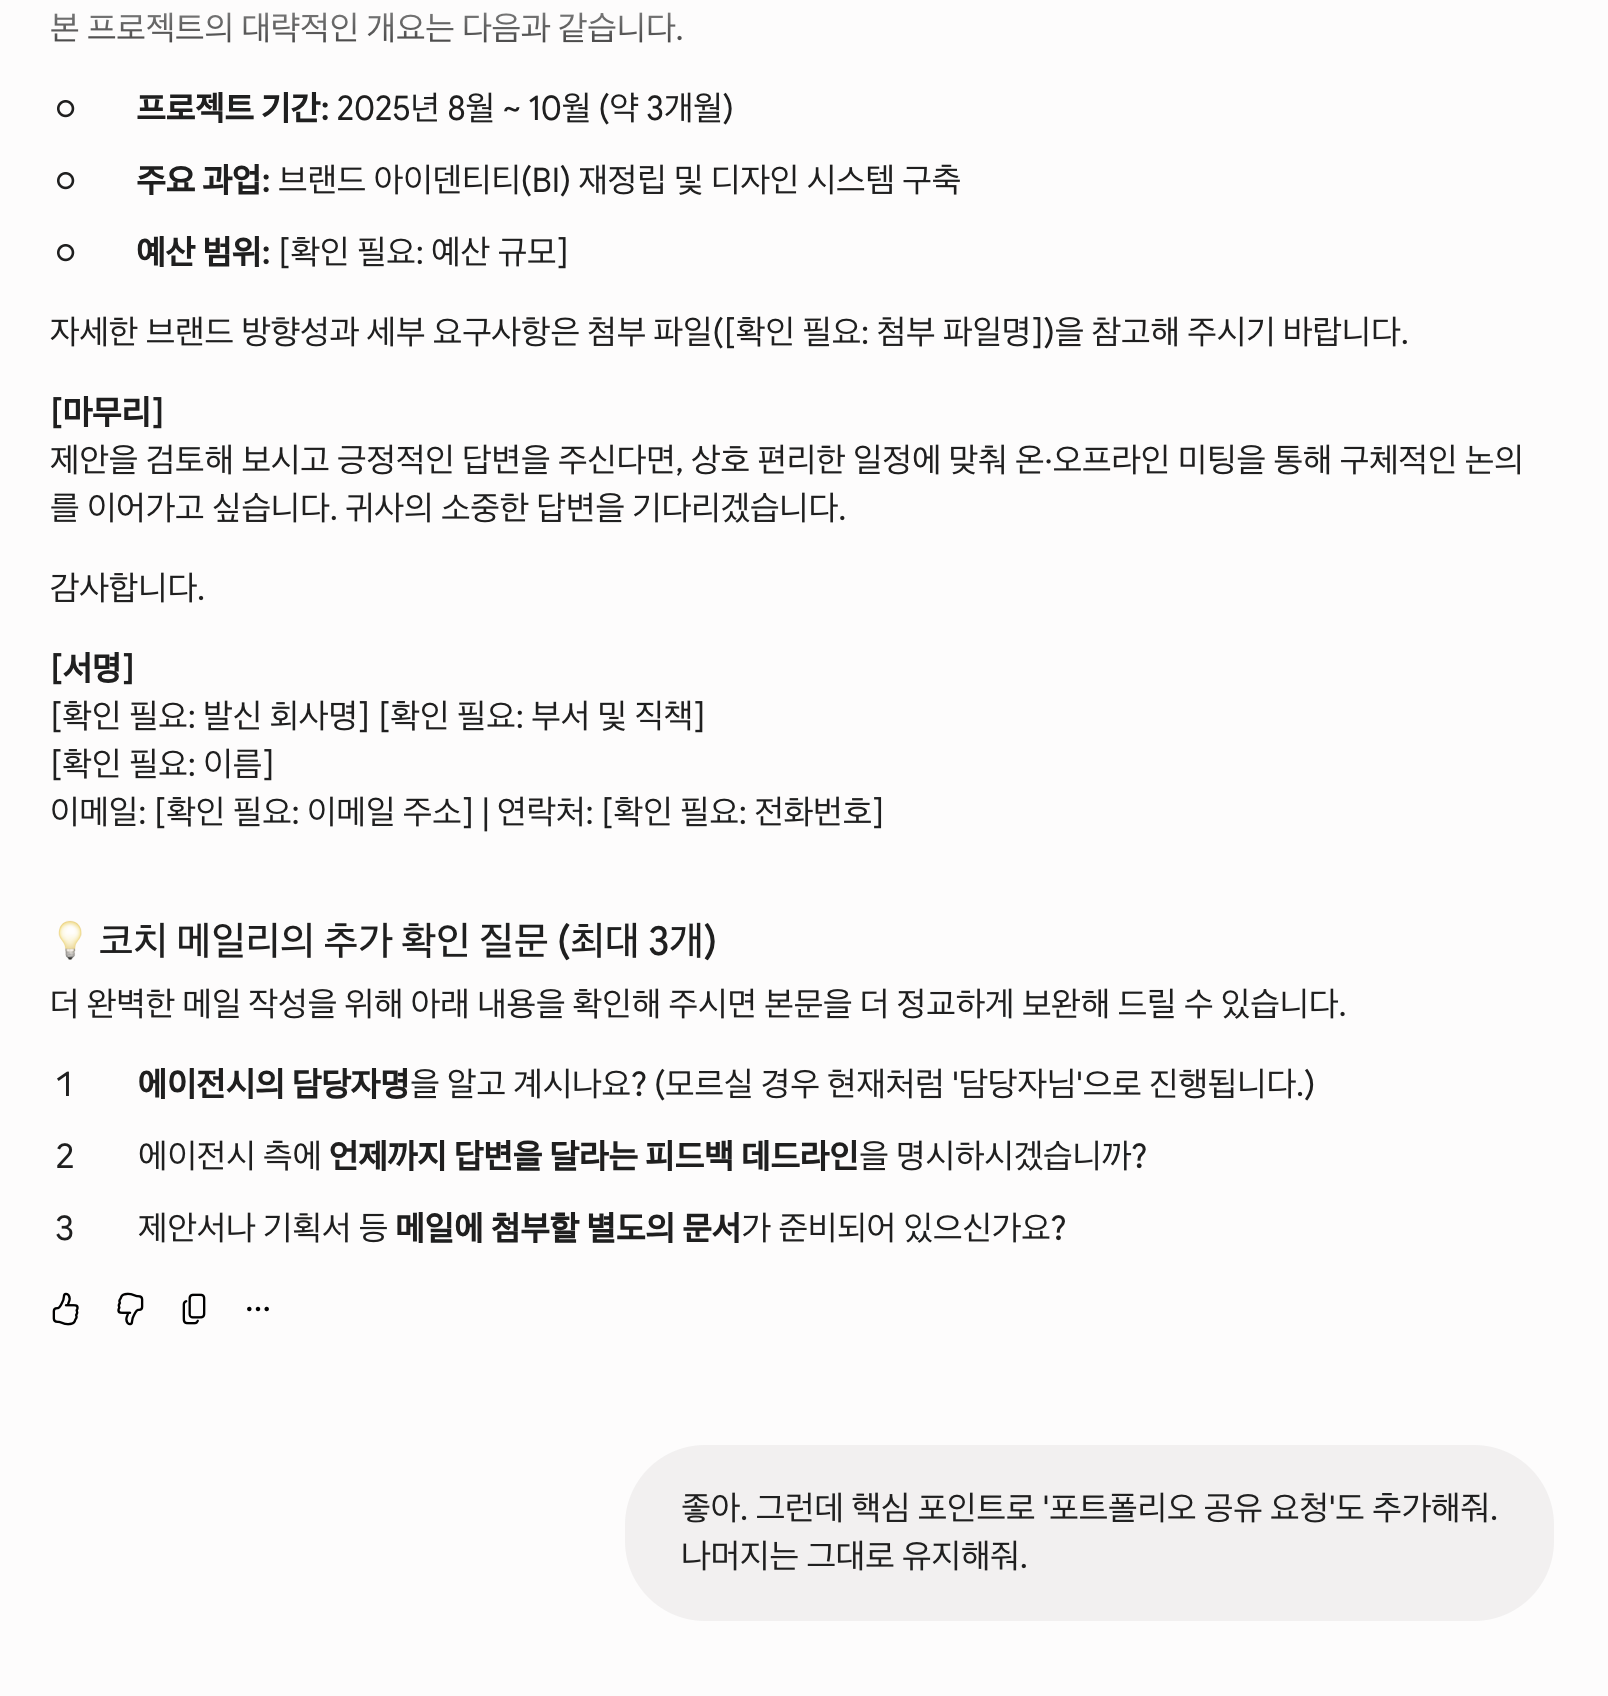 본 프로젝트의 대략적인 개요는 다음과 같습니다.
프로젝트 기간: 2025년 8월 ~ 10월 (약 3개월)
주요 과업: 브랜드 아이덴티티(BI) 재정립 및 디자인 시스템 구축
예산 범위: [확인 필요: 예산 규모]
자세한 브랜드 방향성과 세부 요구사항은 첨부 파일([확인 필요: 첨부 파일명])을 참고해 주시기 바랍니다.
[마무리]
제안을 검토해 보시고 긍정적인 답변을 주신다면, 상호 편리한 일정에 맞춰 온·오프라인 미팅을 통해 구체적인 논의
를 이어가고 싶습니다. 귀사의 소중한 답변을 기다리겠습니다.
감사합니다.
[서명]
[확인 필요: 발신 회사명] [확인 필요: 부서 및 직책]
[확인 필요: 이름]
이메일: [확인 필요: 이메일 주소] | 연락처: [확인 필요: 전화번호]
💡 코치 메일리의 추가 확인 질문 (최대 3개)
더 완벽한 메일 작성을 위해 아래 내용을 확인해 주시면 본문을 더 정교하게 보완해 드릴 수 있습니다.
1 에이전시의 담당자명을 알고 계시나요? (모르실 경우 현재처럼 '담당자님'으로 진행됩니다.)
2 에이전시 측에 언제까지 답변을 달라는 피드백 데드라인을 명시하시겠습니까?
3 제안서나 기획서 등 메일에 첨부할 별도의 문서가 준비되어 있으신가요?
좋아. 그런데 핵심 포인트로 '포트폴리오 공유 요청'도 추가해줘.
나머지는 그대로 유지해줘.